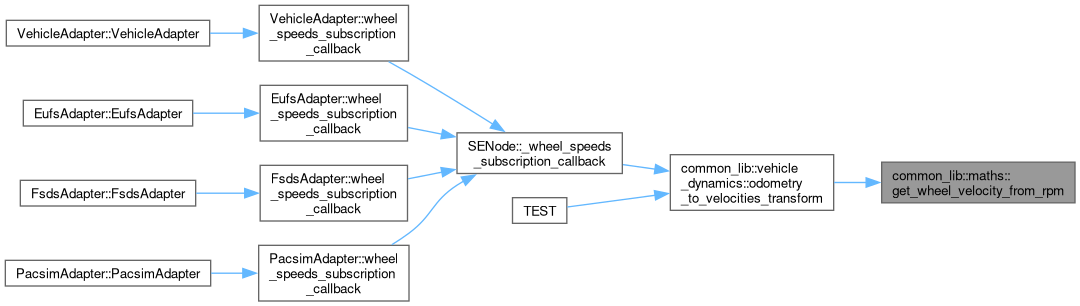 VehicleAdapter::VehicleAdapter
VehicleAdapter::wheel
_speeds_subscription
_callback
EufsAdapter::EufsAdapter
EufsAdapter::wheel
_speeds_subscription
_callback
FsdsAdapter::FsdsAdapter
FsdsAdapter::wheel
_speeds_subscription
_callback
PacsimAdapter::PacsimAdapter
PacsimAdapter::wheel
_speeds_subscription
_callback
SENode::_wheel_speeds
_subscription_callback
TEST
common_lib::vehicle
_dynamics::odometry
_to_velocities_transform
common_lib::maths::
get_wheel_velocity_from_rpm